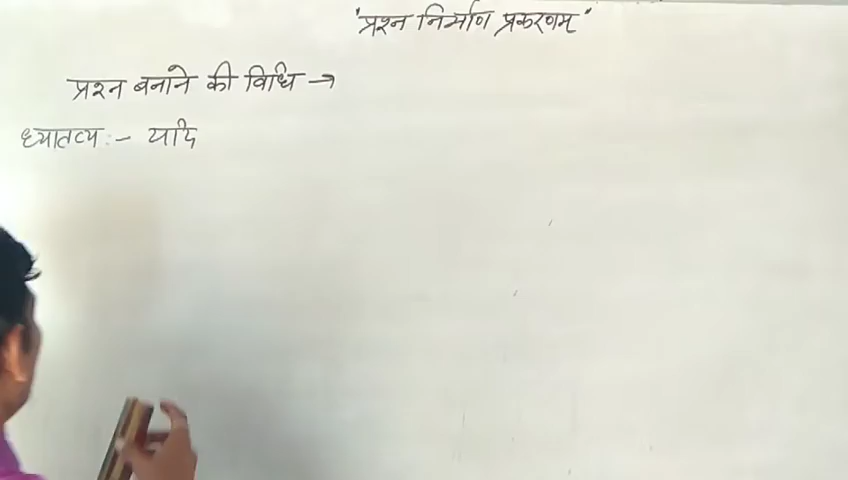 'प्रश्न निर्माण प्रकरणम्'
प्रश्न बनाने की विधि →
ध्यातव्य :- यदि